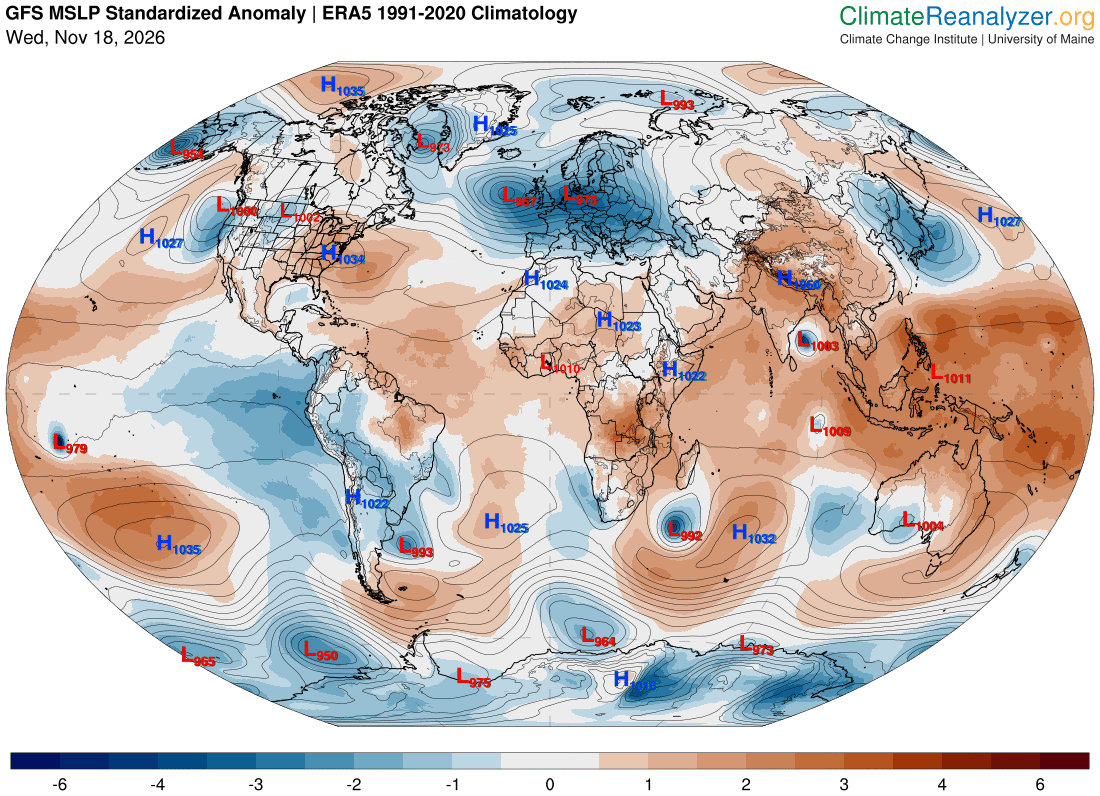 GFS MSLP Standardized Anomaly | ERA5 1991-2020 Climatology
Wed, Nov 18, 2026
ClimateReanalyzer.org
Climate Change Institute | University of Maine
H1035
L993
H1025
L973
L954
L975
L1000
L1002
H1027
H1027
H1034
H1024
H1060
H1023
L1003
L1010
H1022
L1011
L1009
L979
H1022
H1025
L1004
L992
H1032
H1035
L993
L964
L973
L950
L965
L975
-6 -5 -4 -3 -2 -1 0 1 2 3 4 5 6